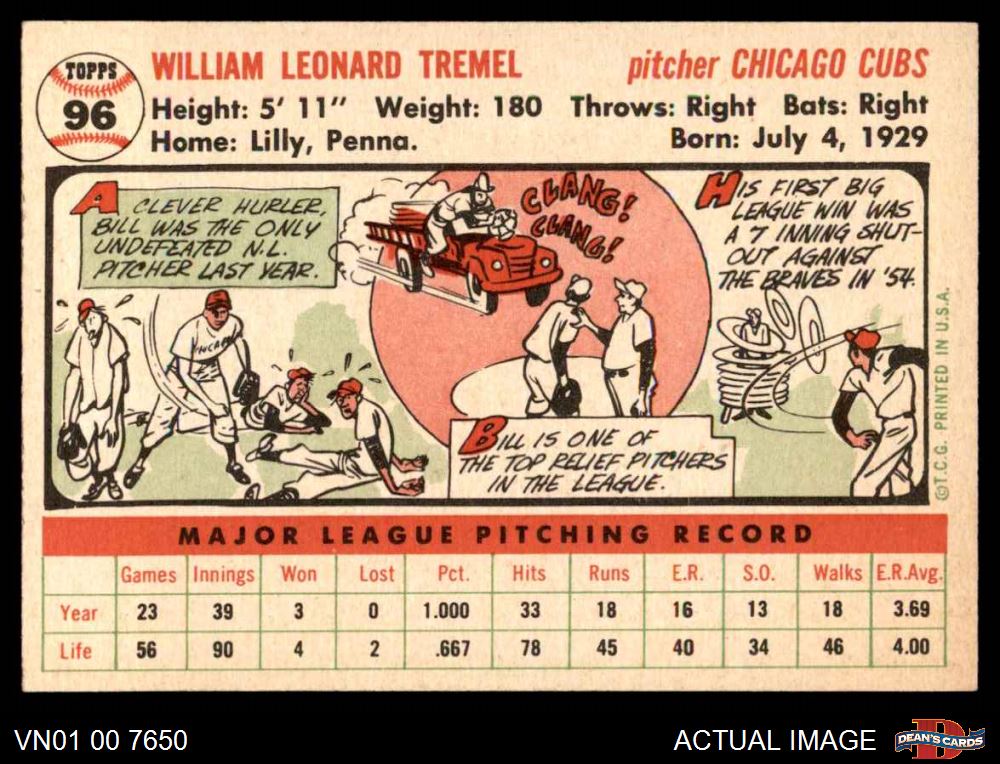 TOPPS
96
WILLIAM LEONARD TREMEL
pitcher CHICAGO CUBS
Height: 5' 11" Weight: 180 Throws: Right Bats: Right
Home: Lilly, Penna. Born: July 4, 1929
A CLEVER HURLER,
BILL WAS THE ONLY
UNDEFEATED N.L.
PITCHER LAST YEAR.
CHICAGO
CLANG!
CLANG!
BILL IS ONE OF
THE TOP RELIEF PITCHERS
IN THE LEAGUE.
HIS FIRST BIG
LEAGUE WIN WAS
A 7 INNING SHUT-
OUT AGAINST
THE BRAVES IN '54.
©T.C.G. PRINTED IN U.S.A.
MAJOR LEAGUE PITCHING RECORD
Games Innings Won Lost Pct. Hits Runs E.R. S.O. Walks E.R.Avg.
Year 23 39 3 0 1.000 33 18 16 13 18 3.69
Life 56 90 4 2 .667 78 45 40 34 46 4.00
VN01 00 7650
ACTUAL IMAGE
D
DEAN'S CARDS